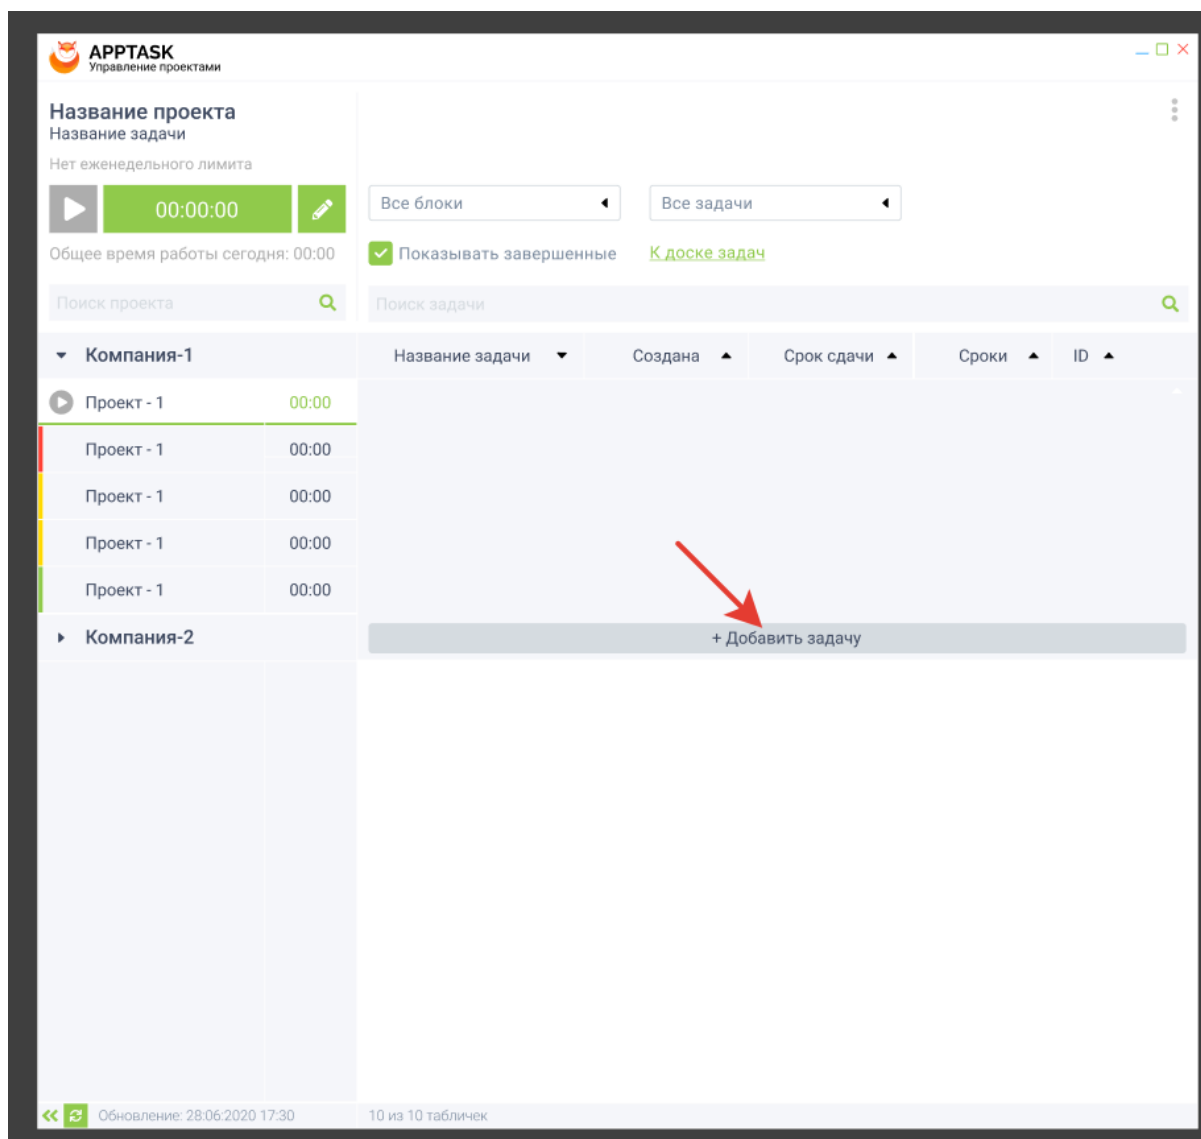 APPTASK
Управление проектами
Название проекта
Название задачи
Нет еженедельного лимита
00:00:00
Общее время работы сегодня: 00:00
Все блоки
Все задачи
Показывать завершенные
К доске задач
Поиск проекта
Поиск задачи
Компания-1
Название задачи
Создана
Срок сдачи
Сроки
ID
Проект - 1 00:00
Проект - 1 00:00
Проект - 1 00:00
Проект - 1 00:00
Проект - 1 00:00
Компания-2
+ Добавить задачу
Обновление: 28:06:2020 17:30
10 из 10 табличек